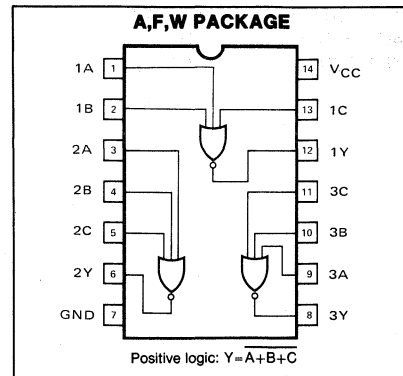 A,F,W PACKAGE
1A 1 14 VCC
1B 2 13 1C
2A 3 12 1Y
2B 4 11 3C
2C 5 10 3B
2Y 6 9 3A
GND 7 8 3Y
Positive logic: Y=A+B+C